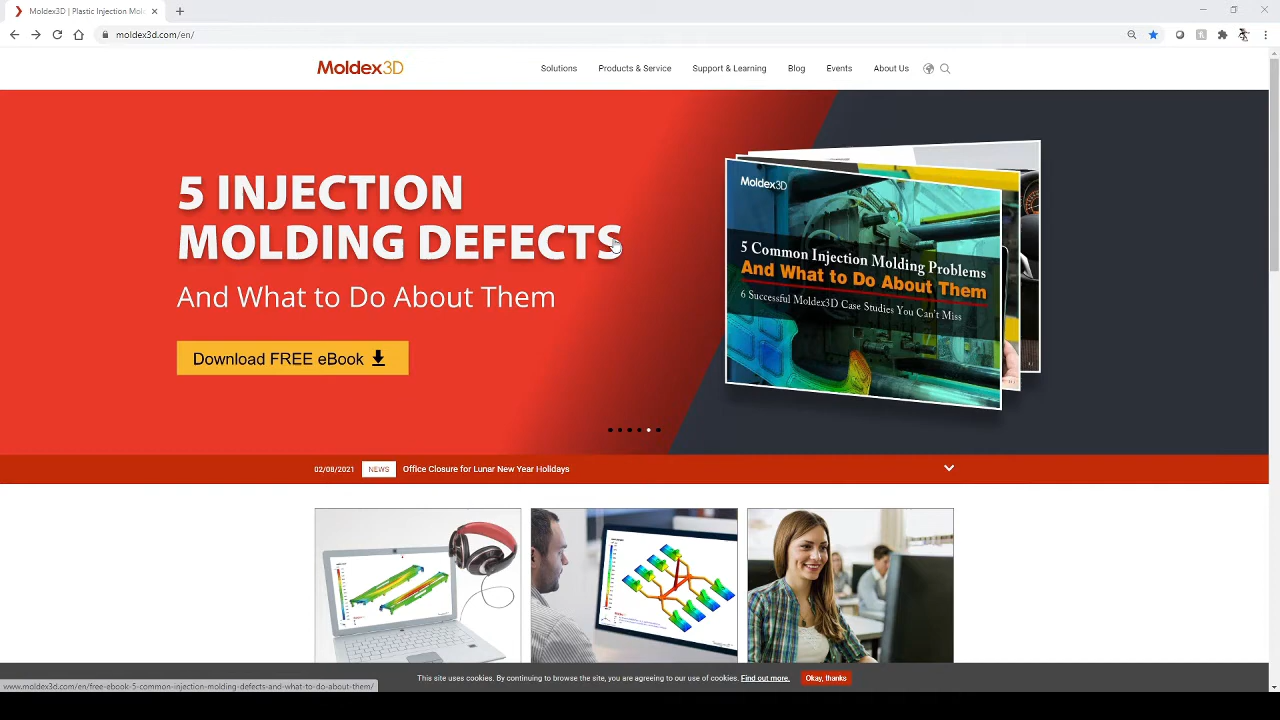 Moldex3D | Plastic Injection Mol
moldex3d.com/en/
Moldex3D
Solutions
Products & Service
Support & Learning
Blog
Events
About Us
5 INJECTION
MOLDING DEFECTS
And What to Do About Them
Download FREE eBook
Moldex3D
5 Common Injection Molding Problems
And What to Do About Them
6 Successful Moldex3D Case Studies You Can't Miss
02/08/2021
NEWS
Office Closure for Lunar New Year Holidays
This site uses cookies. By continuing to browse the site, you are agreeing to our use of cookies. Find out more.
Okay, thanks
www.moldex3d.com/en/free-ebook-5-common-injection-molding-defects-and-what-to-do-about-them/